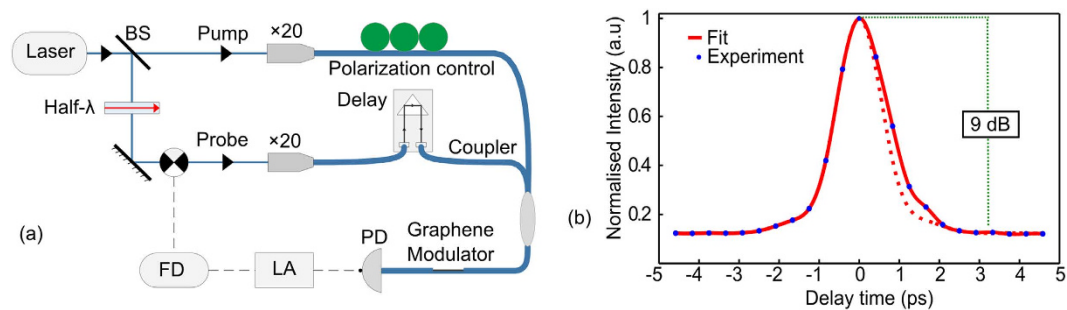 Laser
BS
Pump
×20
Polarization control
Half-λ
Delay
Probe
×20
Coupler
(a)
PD
Graphene
Modulator
FD
LA
Normalised Intensity (a.u)
1
0.8
0.6
0.4
0.2
Fit
Experiment
9 dB
(b)
-5 -4 -3 -2 -1 0 1 2 3 4 5
Delay time (ps)